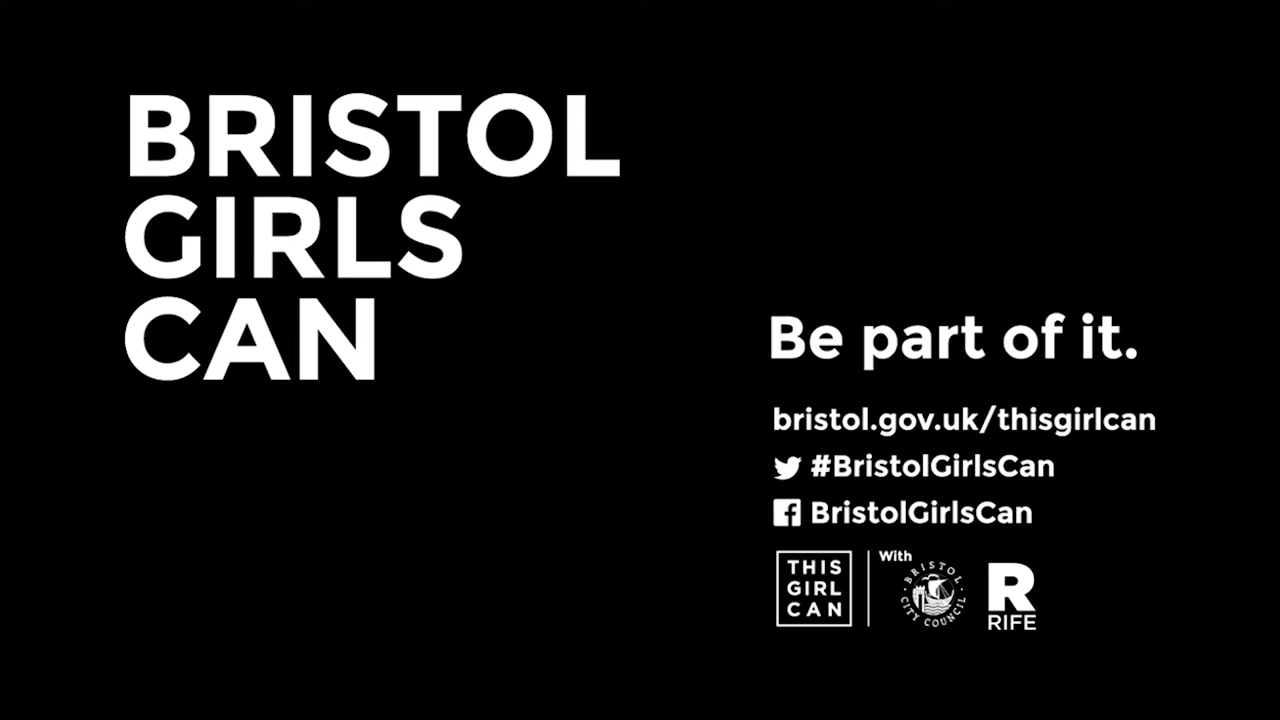 BRISTOL
GIRLS
CAN
Be part of it.
bristol.gov.uk/thisgirlcan
#BristolGirlsCan
BristolGirlsCan
THIS
GIRL
CAN
With
BRISTOL
CITY COUNCIL
R
RIFE